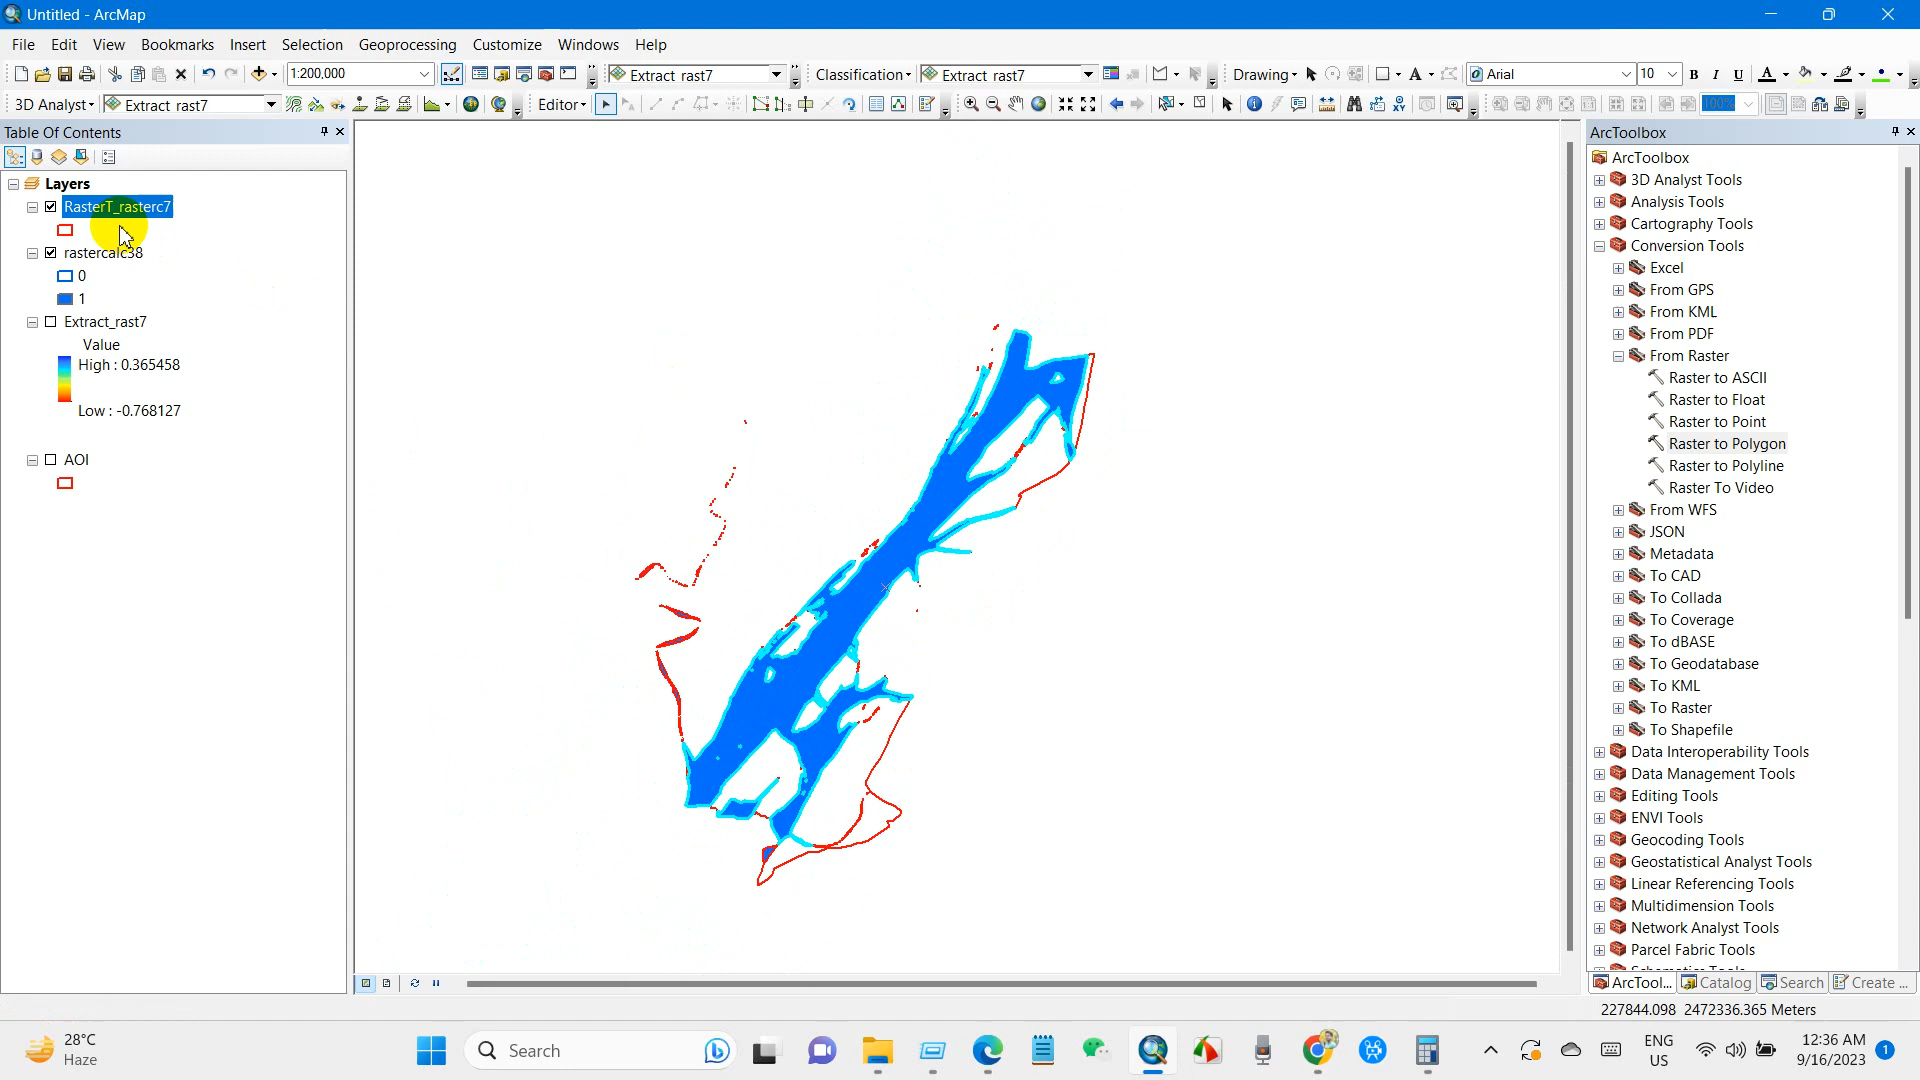 Untitled - ArcMap
File Edit View Bookmarks Insert Selection Geoprocessing Customize Windows Help
1:200,000 Extract rast7 Classification Extract rast7 Drawing A Arial 10 B I U A
3D Analyst Extract rast7 Editor 100%
Table Of Contents
Layers
RasterT_rasterc7
rastercalc38
0
1
Extract_rast7
Value
High : 0.365458
Low : -0.768127
AOI
ArcToolbox
ArcToolbox
3D Analyst Tools
Analysis Tools
Cartography Tools
Conversion Tools
Excel
From GPS
From KML
From PDF
From Raster
Raster to ASCII
Raster to Float
Raster to Point
Raster to Polygon
Raster to Polyline
Raster To Video
From WFS
JSON
Metadata
To CAD
To Collada
To Coverage
To dBASE
To Geodatabase
To KML
To Raster
To Shapefile
Data Interoperability Tools
Data Management Tools
Editing Tools
ENVI Tools
Geocoding Tools
Geostatistical Analyst Tools
Linear Referencing Tools
Multidimension Tools
Network Analyst Tools
Parcel Fabric Tools
ArcTool... Catalog Search Create ...
227844.098 2472336.365 Meters
28°C
Haze
Search
ENG
US
12:36 AM
9/16/2023
1